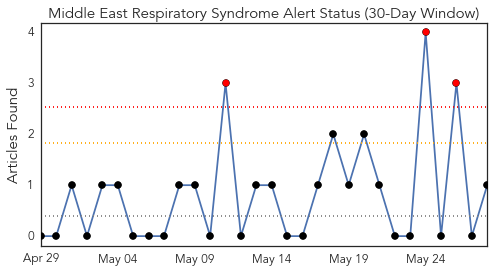 Middle East Respiratory Syndrome Alert Status (30-Day Window)
Articles Found
4
3
2
1
0
Apr 29 May 04 May 09 May 14 May 19 May 24